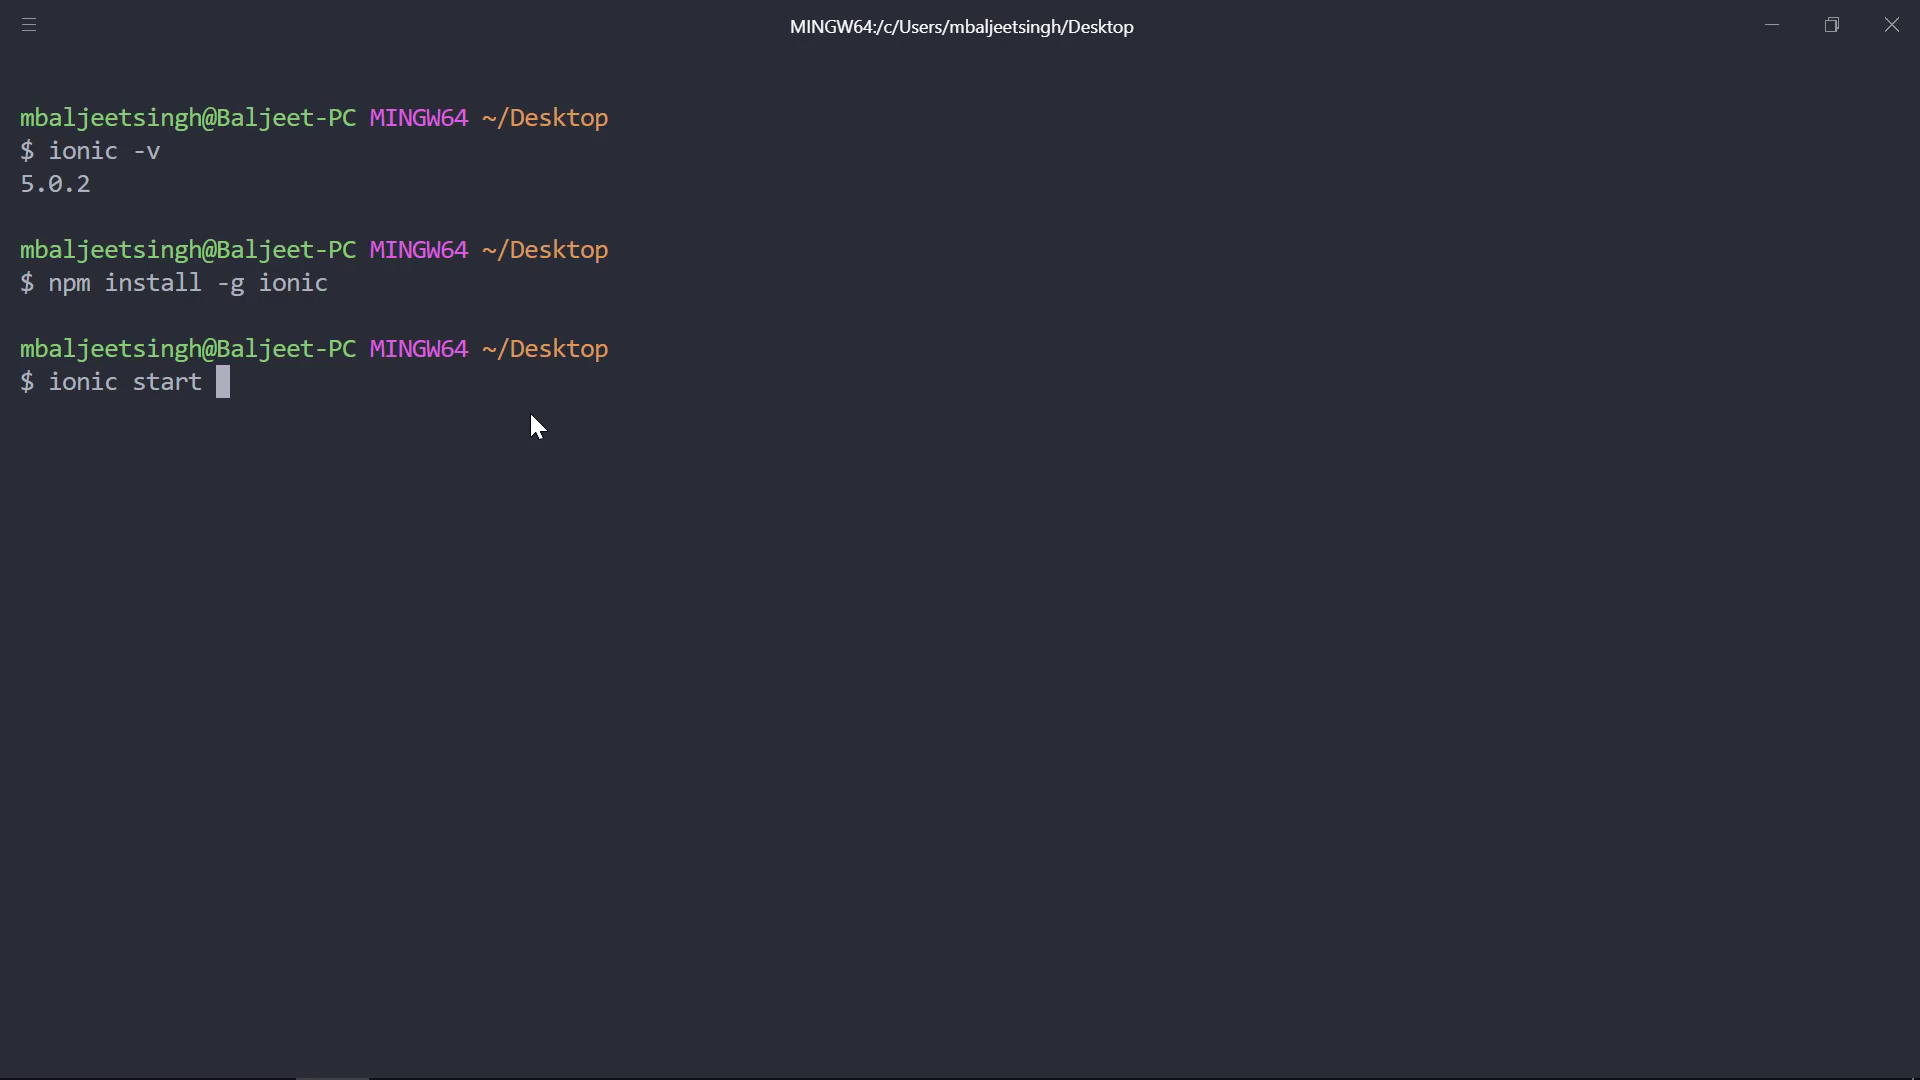 MINGW64:/c/Users/mbaljeetsingh/Desktop
mbaljeetsingh@Baljeet-PC MINGW64 ~/Desktop
$ ionic -v
5.0.2
mbaljeetsingh@Baljeet-PC MINGW64 ~/Desktop
$ npm install -g ionic
mbaljeetsingh@Baljeet-PC MINGW64 ~/Desktop
$ ionic start